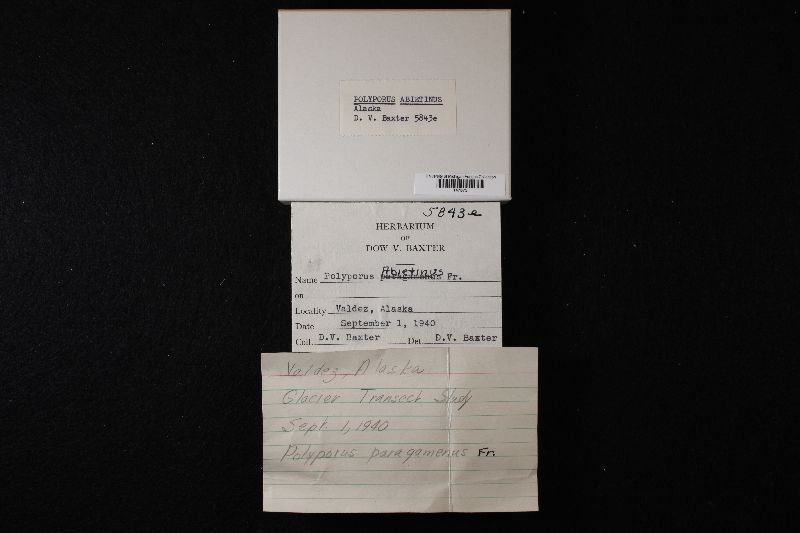 POLYPORUS ABIETINUS
Alaska
D. V. Baxter 5843e
5843e
HERBARIUM
OF
DOW V. BAXTER
Abietinus
Name Polyporus paragamenus Fr.
on
Locality Valdez, Alaska
Date September 1, 1940
Coll. D.V. Baxter Det. D.V. Baxter
Valdez, Alaska
Glacier Transect Study
Sept. 1, 1940
Polyporus paragamenus Fr.